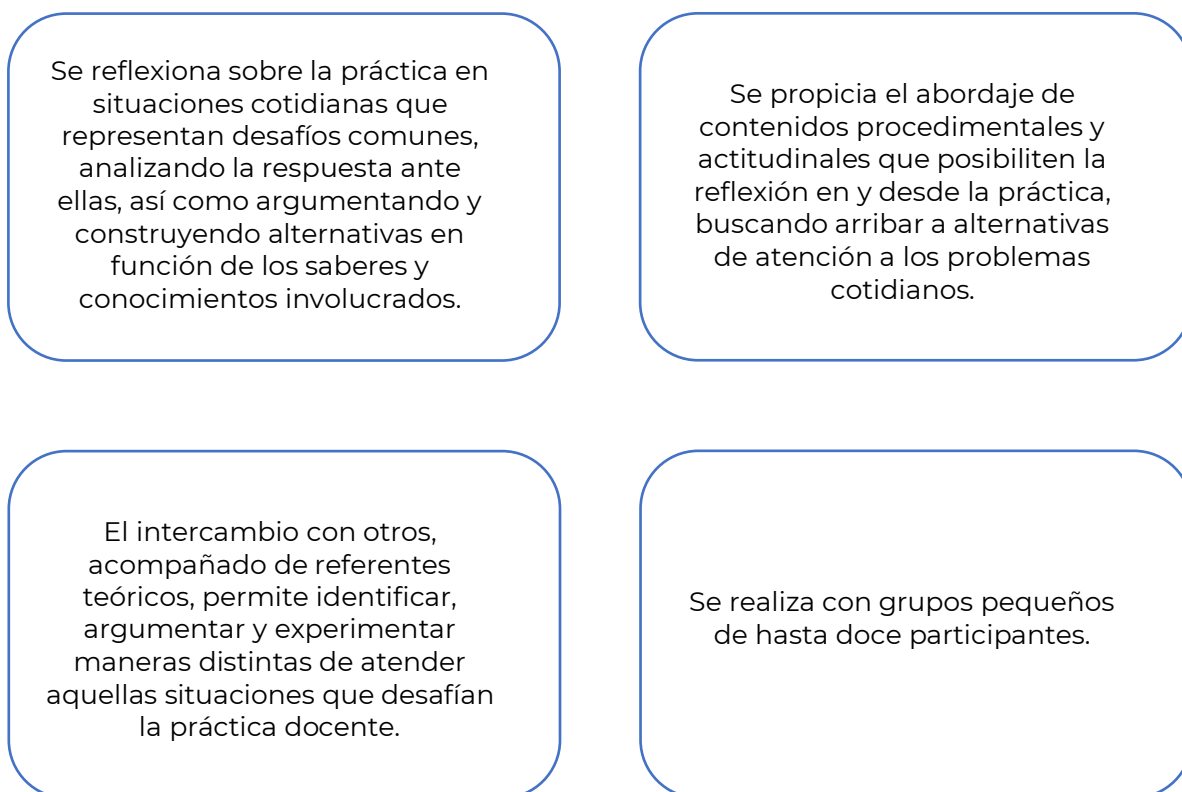 Se reflexiona sobre la práctica en
situaciones cotidianas que
representan desafíos comunes,
analizando la respuesta ante
ellas, así como argumentando y
construyendo alternativas en
función de los saberes y
conocimientos involucrados.
Se propicia el abordaje de
contenidos procedimentales y
actitudinales que posibiliten la
reflexión en y desde la práctica,
buscando arribar a alternativas
de atención a los problemas
cotidianos.
El intercambio con otros,
acompañado de referentes
teóricos, permite identificar,
argumentar y experimentar
maneras distintas de atender
aquellas situaciones que desafían
la práctica docente.
Se realiza con grupos pequeños
de hasta doce participantes.